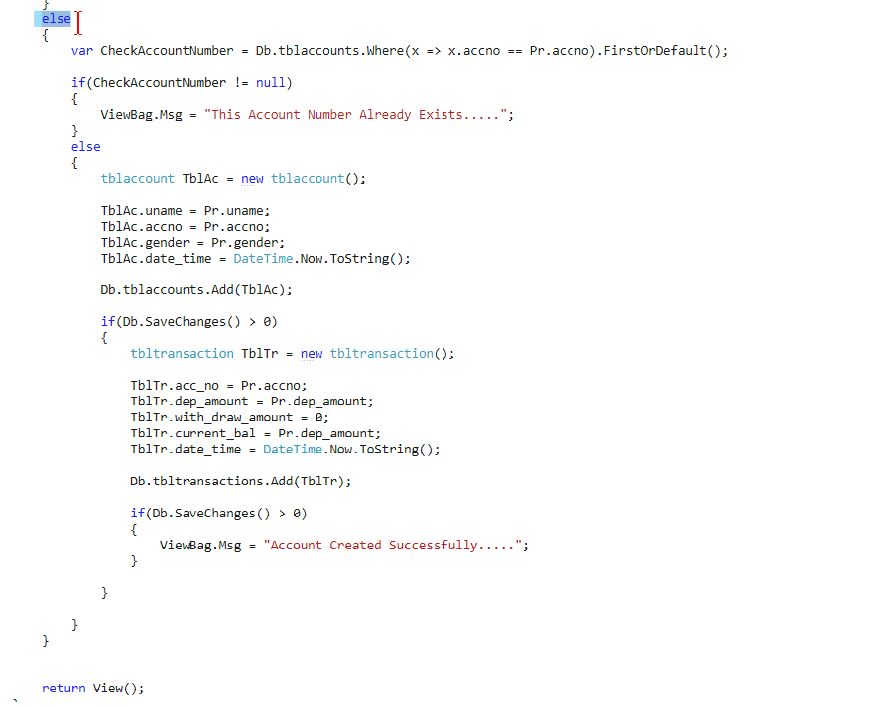 }
else
{
var CheckAccountNumber = Db.tblaccounts.Where(x => x.accno == Pr.accno).FirstOrDefault();
if(CheckAccountNumber != null)
{
ViewBag.Msg = "This Account Number Already Exists.....";
}
else
{
tblaccount TblAc = new tblaccount();
TblAc.uname = Pr.uname;
TblAc.accno = Pr.accno;
TblAc.gender = Pr.gender;
TblAc.date_time = DateTime.Now.ToString();
Db.tblaccounts.Add(TblAc);
if(Db.SaveChanges() > 0)
{
tbltransaction TblTr = new tbltransaction();
TblTr.acc_no = Pr.accno;
TblTr.dep_amount = Pr.dep_amount;
TblTr.with_draw_amount = 0;
TblTr.current_bal = Pr.dep_amount;
TblTr.date_time = DateTime.Now.ToString();
Db.tbltransactions.Add(TblTr);
if(Db.SaveChanges() > 0)
{
ViewBag.Msg = "Account Created Successfully.....";
}
}
}
}
return View();